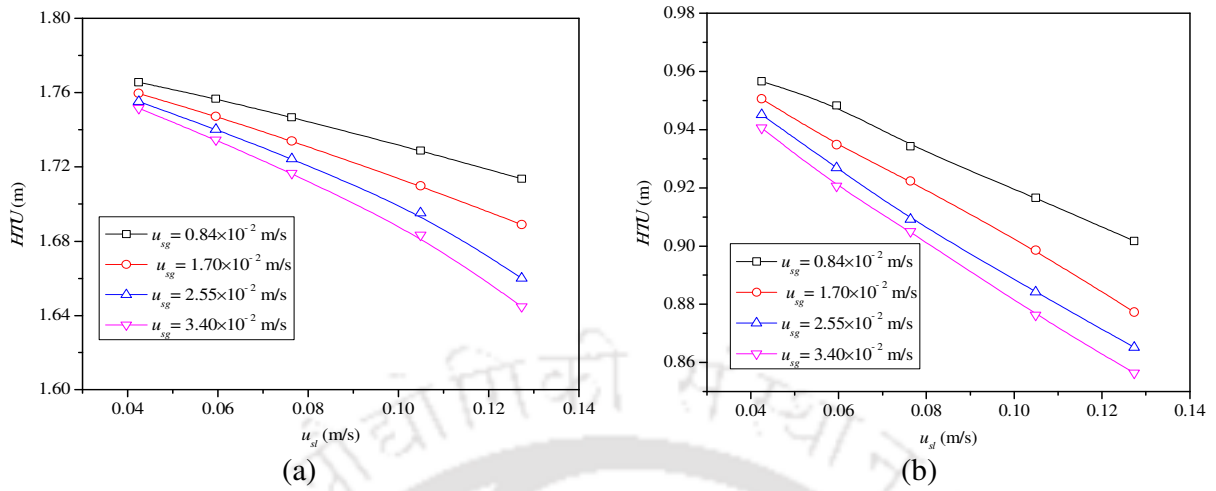 1.80
1.76
1.72
1.68
1.64
1.60
HTU (m)
u_sg = 0.84×10⁻² m/s
u_sg = 1.70×10⁻² m/s
u_sg = 2.55×10⁻² m/s
u_sg = 3.40×10⁻² m/s
0.04 0.06 0.08 0.10 0.12 0.14
u_sl (m/s)
(a)
0.98
0.96
0.94
0.92
0.90
0.88
0.86
HTU (m)
u_sg = 0.84×10⁻² m/s
u_sg = 1.70×10⁻² m/s
u_sg = 2.55×10⁻² m/s
u_sg = 3.40×10⁻² m/s
0.04 0.06 0.08 0.10 0.12 0.14
u_sl (m/s)
(b)